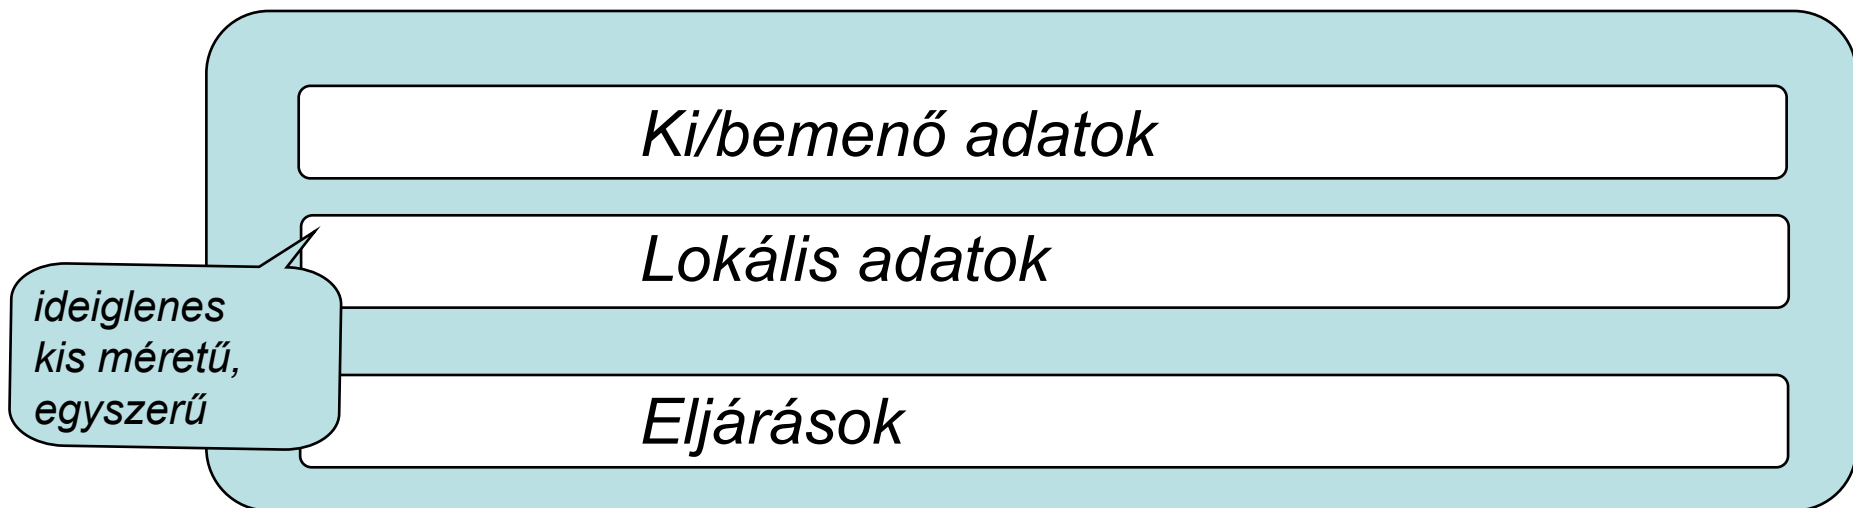 Ki/bemenő adatok
Lokális adatok
ideiglenes
kis méretű,
egyszerű
Eljárások